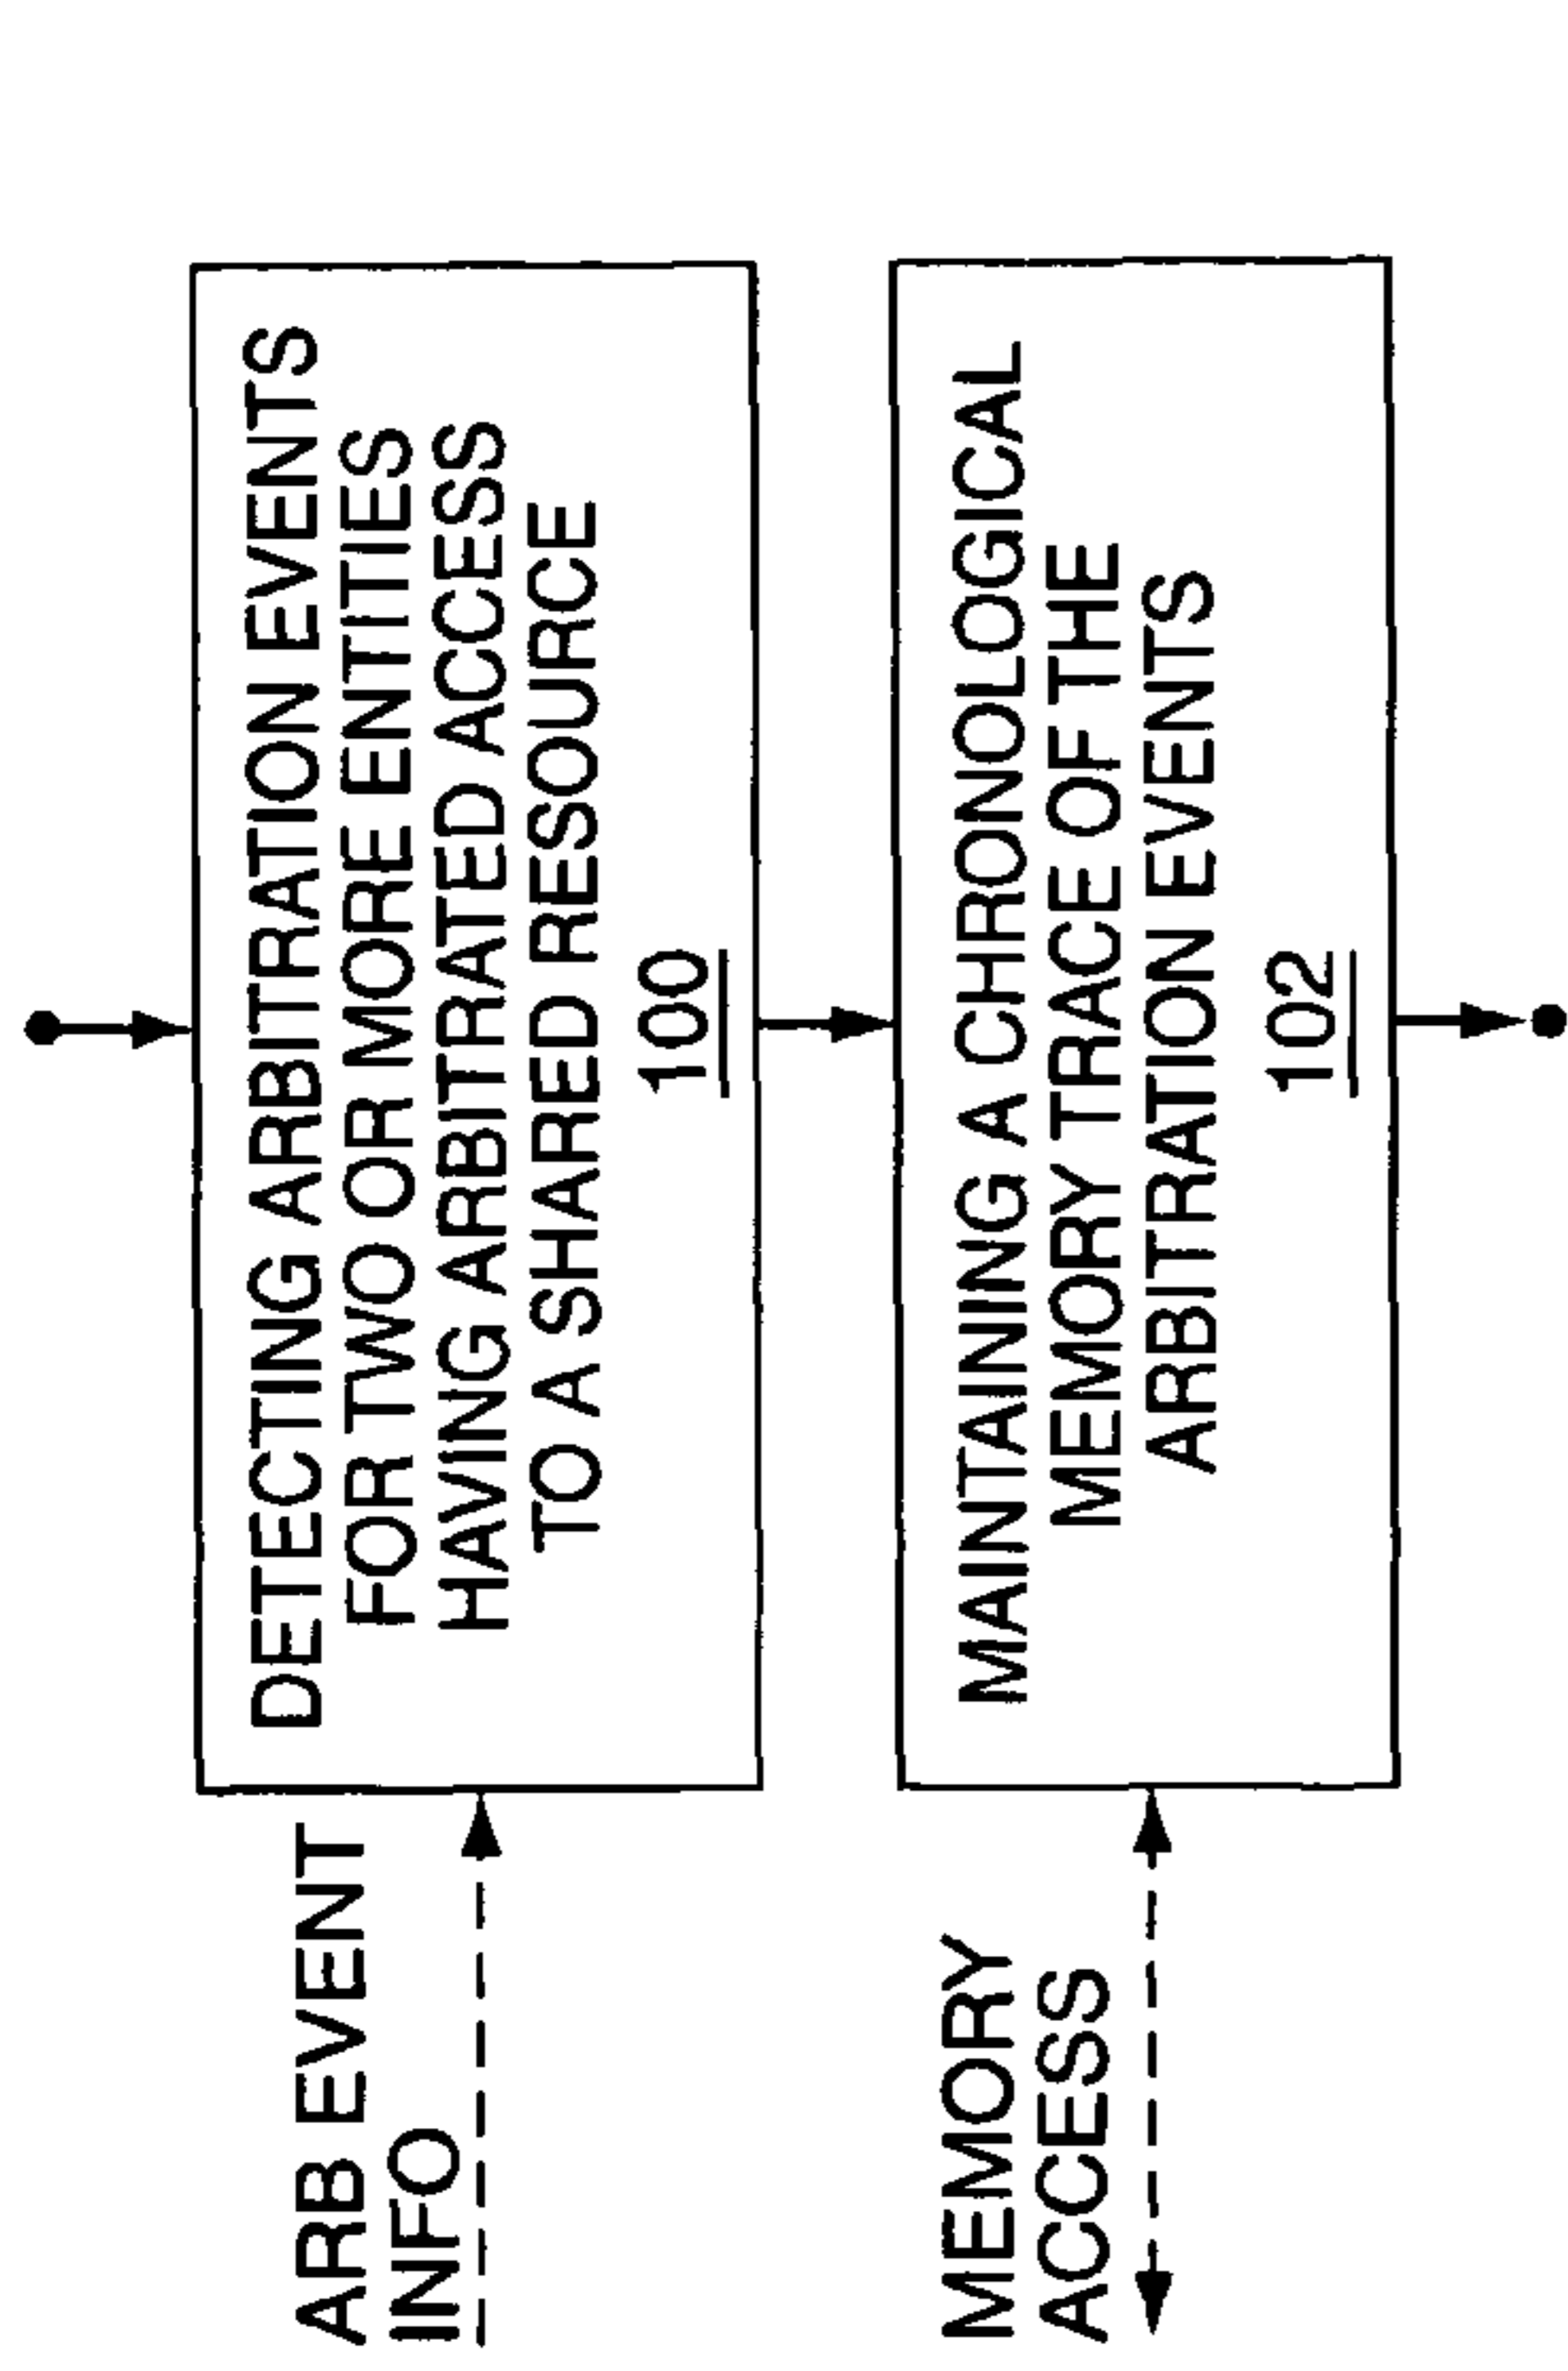 ARB EVENT
INFO
DETECTING ARBITRATION EVENTS
FOR TWO OR MORE ENTITIES
HAVING ARBITRATED ACCESS
TO A SHARED RESOURCE
100
MEMORY
ACCESS
MAINTAINING A CHRONOLOGICAL
MEMORY TRACE OF THE
ARBITRATION EVENTS
102